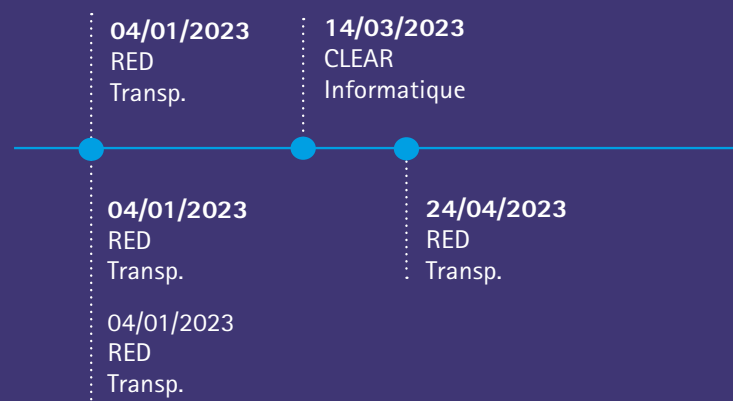 04/01/2023
RED
Transp.
14/03/2023
CLEAR
Informatique
04/01/2023
RED
Transp.
24/04/2023
RED
Transp.
04/01/2023
RED
Transp.